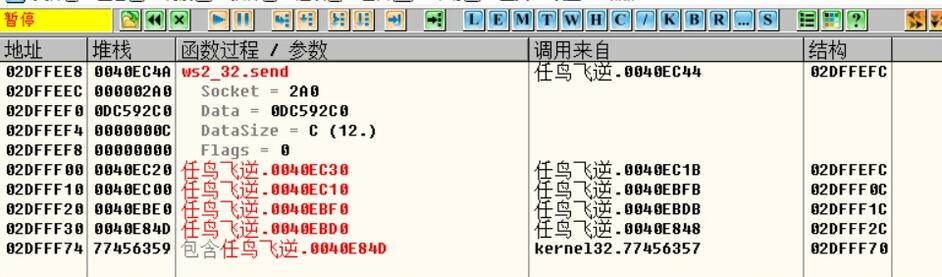 暂停 L E M T W H C / K B R ... S ?
地址 堆栈 函数过程 / 参数 调用来自 结构
02DFFEE8 0040EC4A ws2_32.send 任鸟飞逆.0040EC44 02DFFEFC
02DFFEEC 000002A0 Socket = 2A0
02DFFEF0 0DC592C0 Data = 0DC592C0
02DFFEF4 0000000C DataSize = C (12.)
02DFFEF8 00000000 Flags = 0
02DFFF00 0040EC20 任鸟飞逆.0040EC30 任鸟飞逆.0040EC1B 02DFFEFC
02DFFF10 0040EC00 任鸟飞逆.0040EC10 任鸟飞逆.0040EBFB 02DFFF0C
02DFFF20 0040EBE0 任鸟飞逆.0040EBF0 任鸟飞逆.0040EBDB 02DFFF1C
02DFFF30 0040E84D 任鸟飞逆.0040EBD0 任鸟飞逆.0040E848 02DFFF2C
02DFFF74 77456359 包含任鸟飞逆.0040E84D kernel32.77456357 02DFFF70